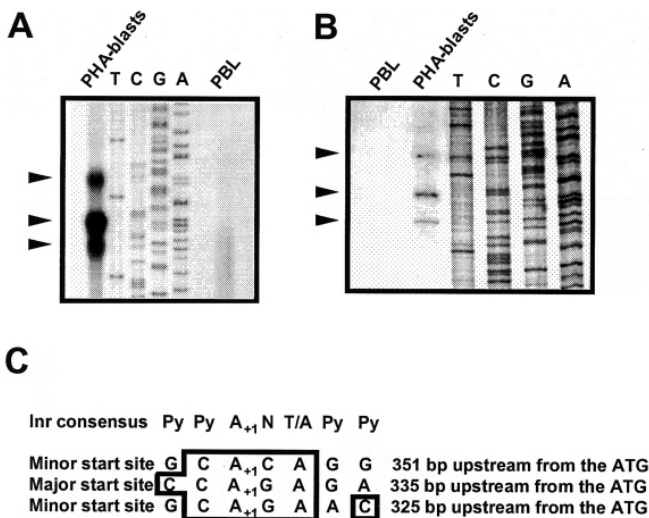 A
PHA-blasts T C G A PBL
B
PBL PHA-blasts T C G A
C
Inr consensus Py Py A+1 N T/A Py Py
Minor start site G C A+1 C A G G 351 bp upstream from the ATG
Major start site C C A+1 G A G A 335 bp upstream from the ATG
Minor start site G C A+1 G A A C 325 bp upstream from the ATG